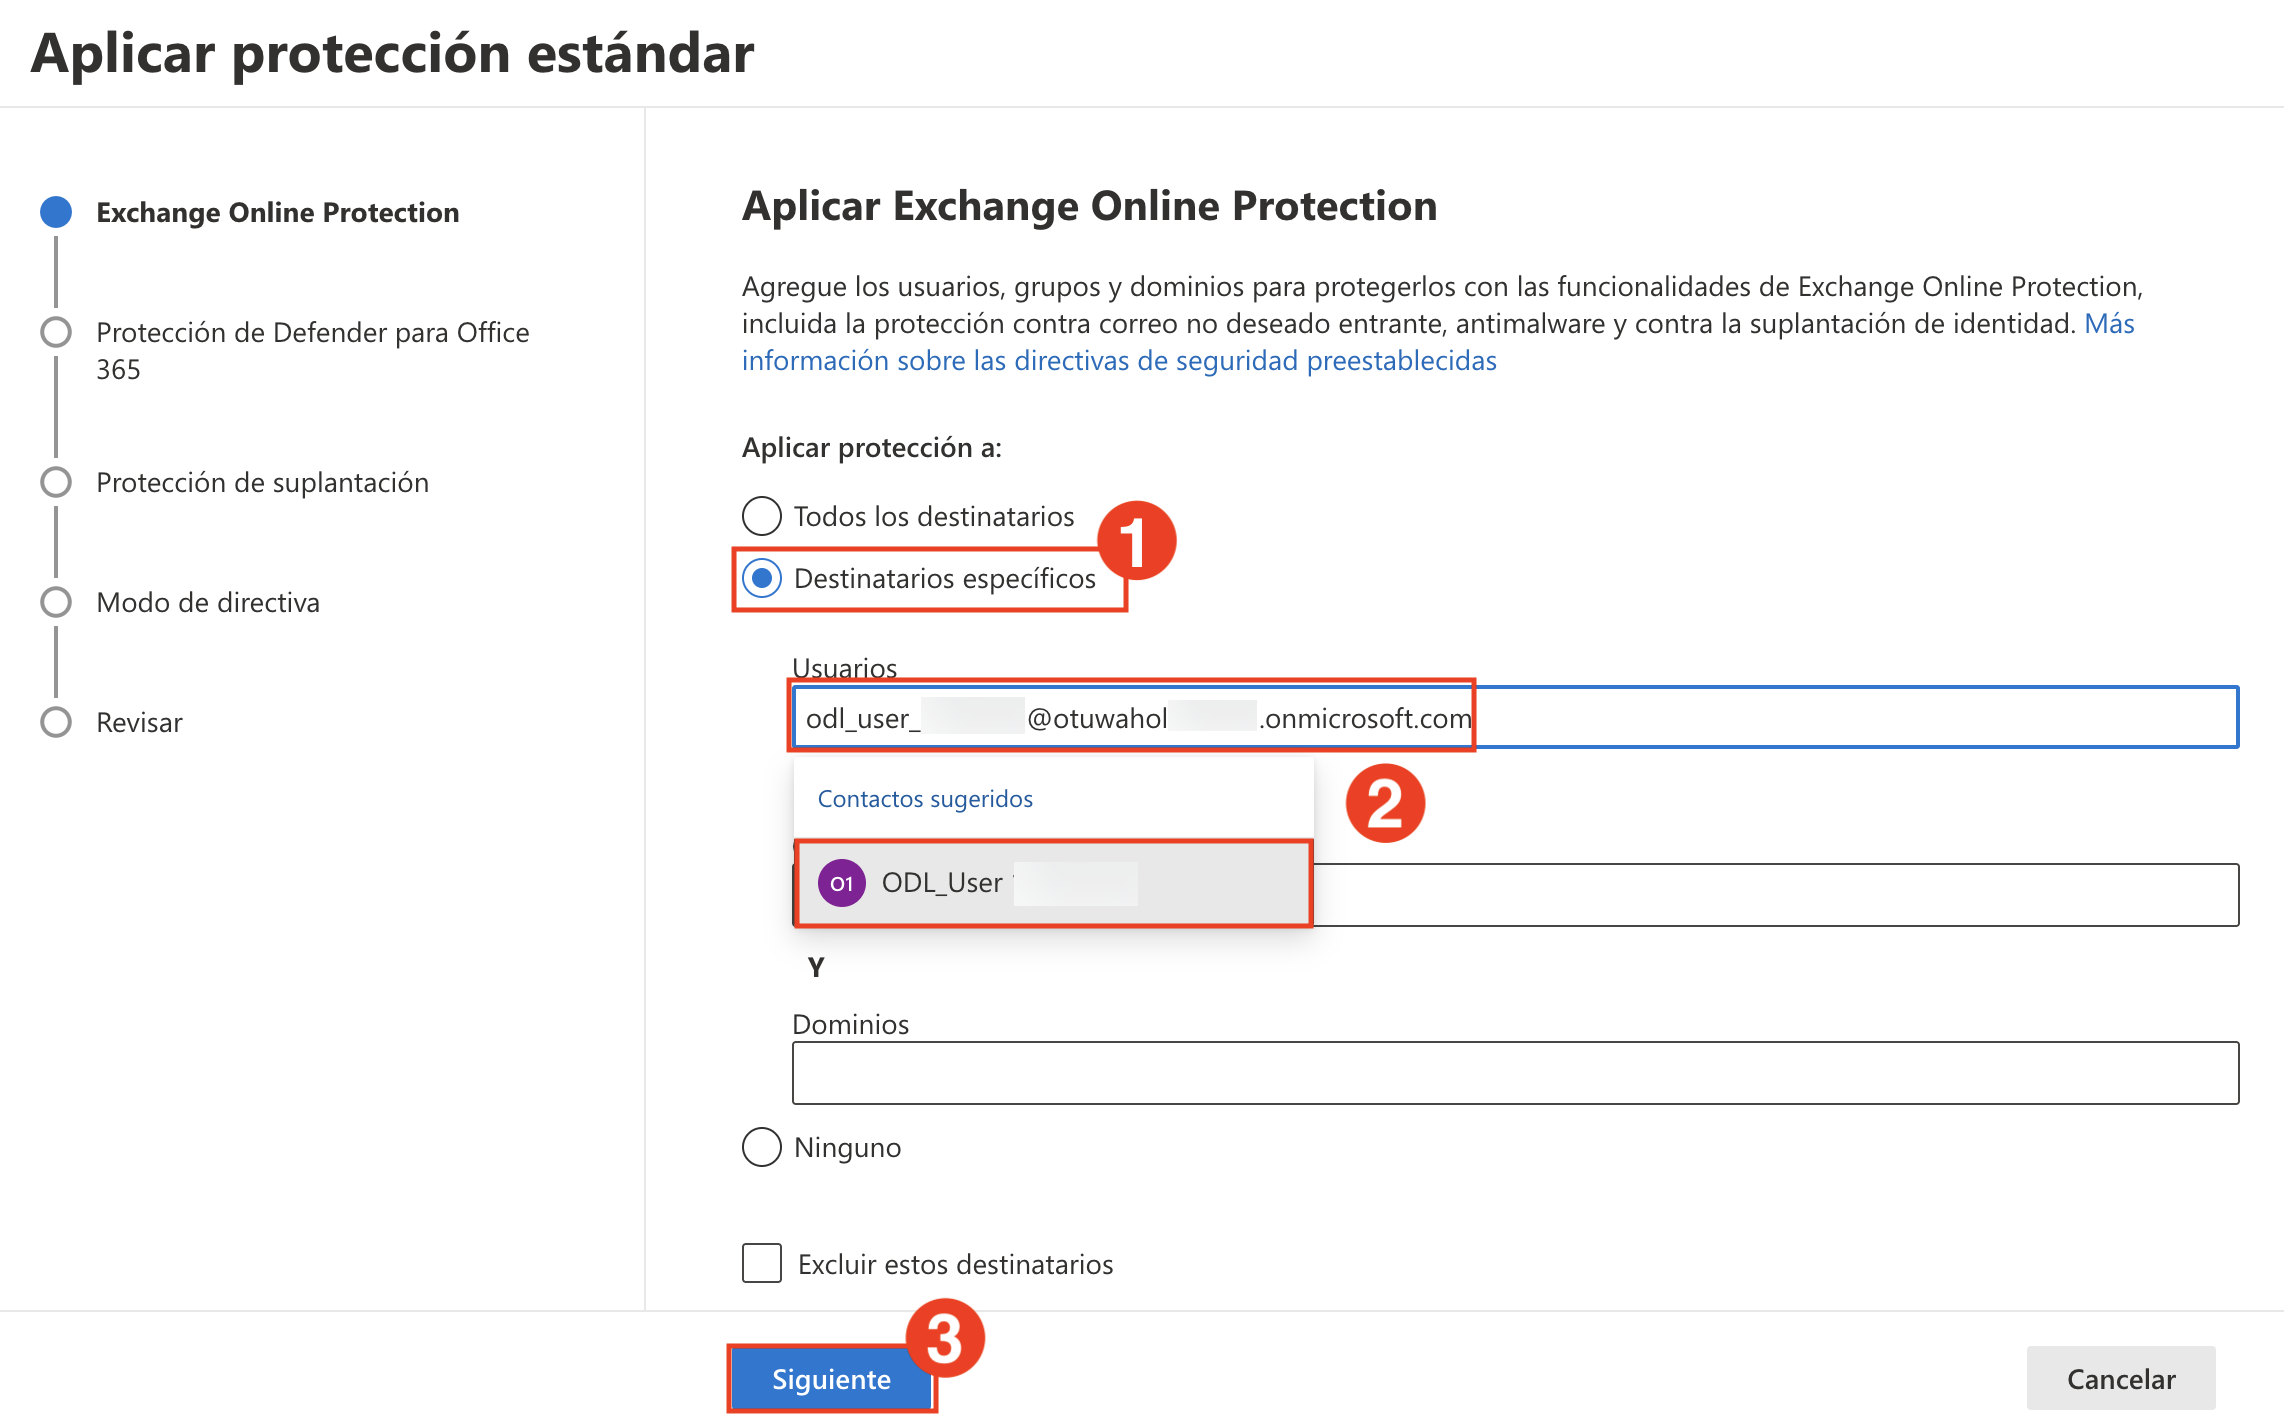 Aplicar protección estándar
Exchange Online Protection
Protección de Defender para Office
365
Protección de suplantación
Modo de directiva
Revisar
Aplicar Exchange Online Protection
Agregue los usuarios, grupos y dominios para protegerlos con las funcionalidades de Exchange Online Protection,
incluida la protección contra correo no deseado entrante, antimalware y contra la suplantación de identidad. Más
información sobre las directivas de seguridad preestablecidas
Aplicar protección a:
Todos los destinatarios
1
Destinatarios específicos
Usuarios
odl_user_ @otuwahol .onmicrosoft.com
Contactos sugeridos
2
O1 ODL_User
Y
Dominios
Ninguno
Excluir estos destinatarios
3
Siguiente
Cancelar